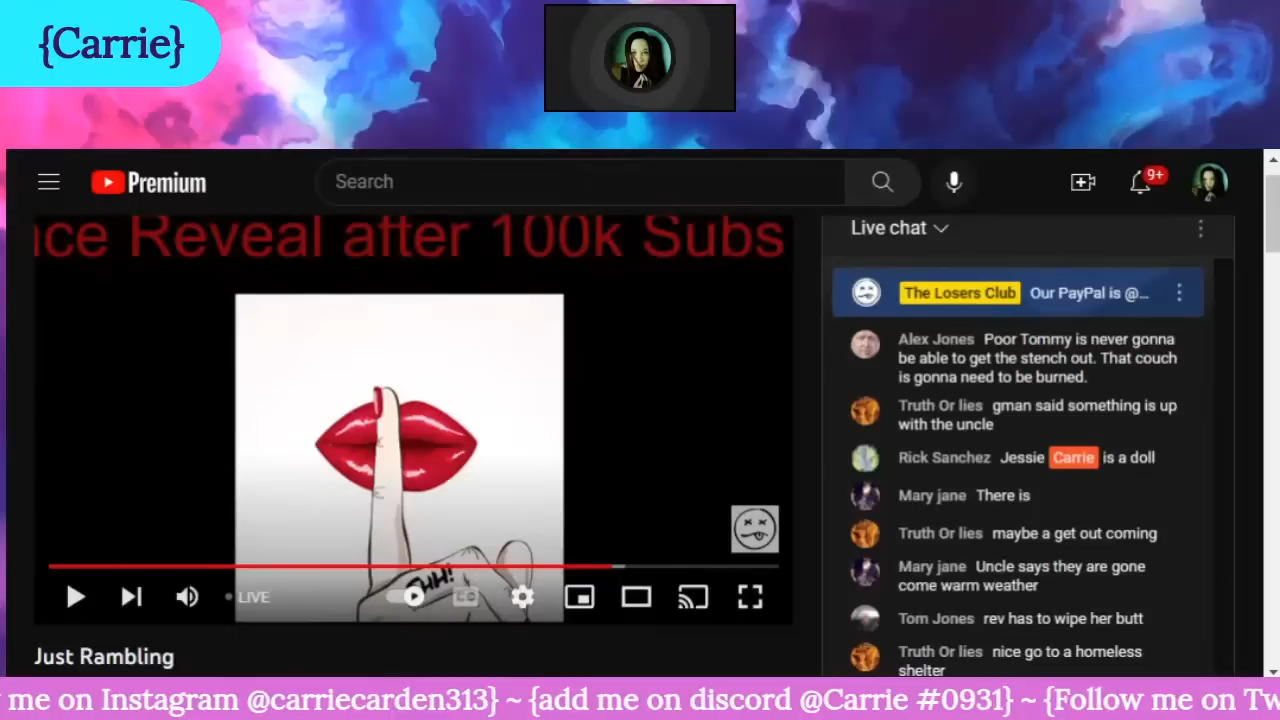 {Carrie}
Premium
Search
9+
ce Reveal after 100k Subs
Live chat
The Losers Club Our PayPal is @...
Alex Jones Poor Tommy is never gonna
be able to get the stench out. That couch
is gonna need to be burned.
Truth Or lies gman said something is up
with the uncle
Rick Sanchez Jessie Carrie is a doll
Mary jane There is
Truth Or lies maybe a get out coming
Mary jane Uncle says they are gone
come warm weather
Tom Jones rev has to wipe her butt
Truth Or lies nice go to a homeless
shelter
SHH!
LIVE
CC
Just Rambling
me on Instagram @carriecarden313} ~ {add me on discord @Carrie #0931} ~ {Follow me on Tw